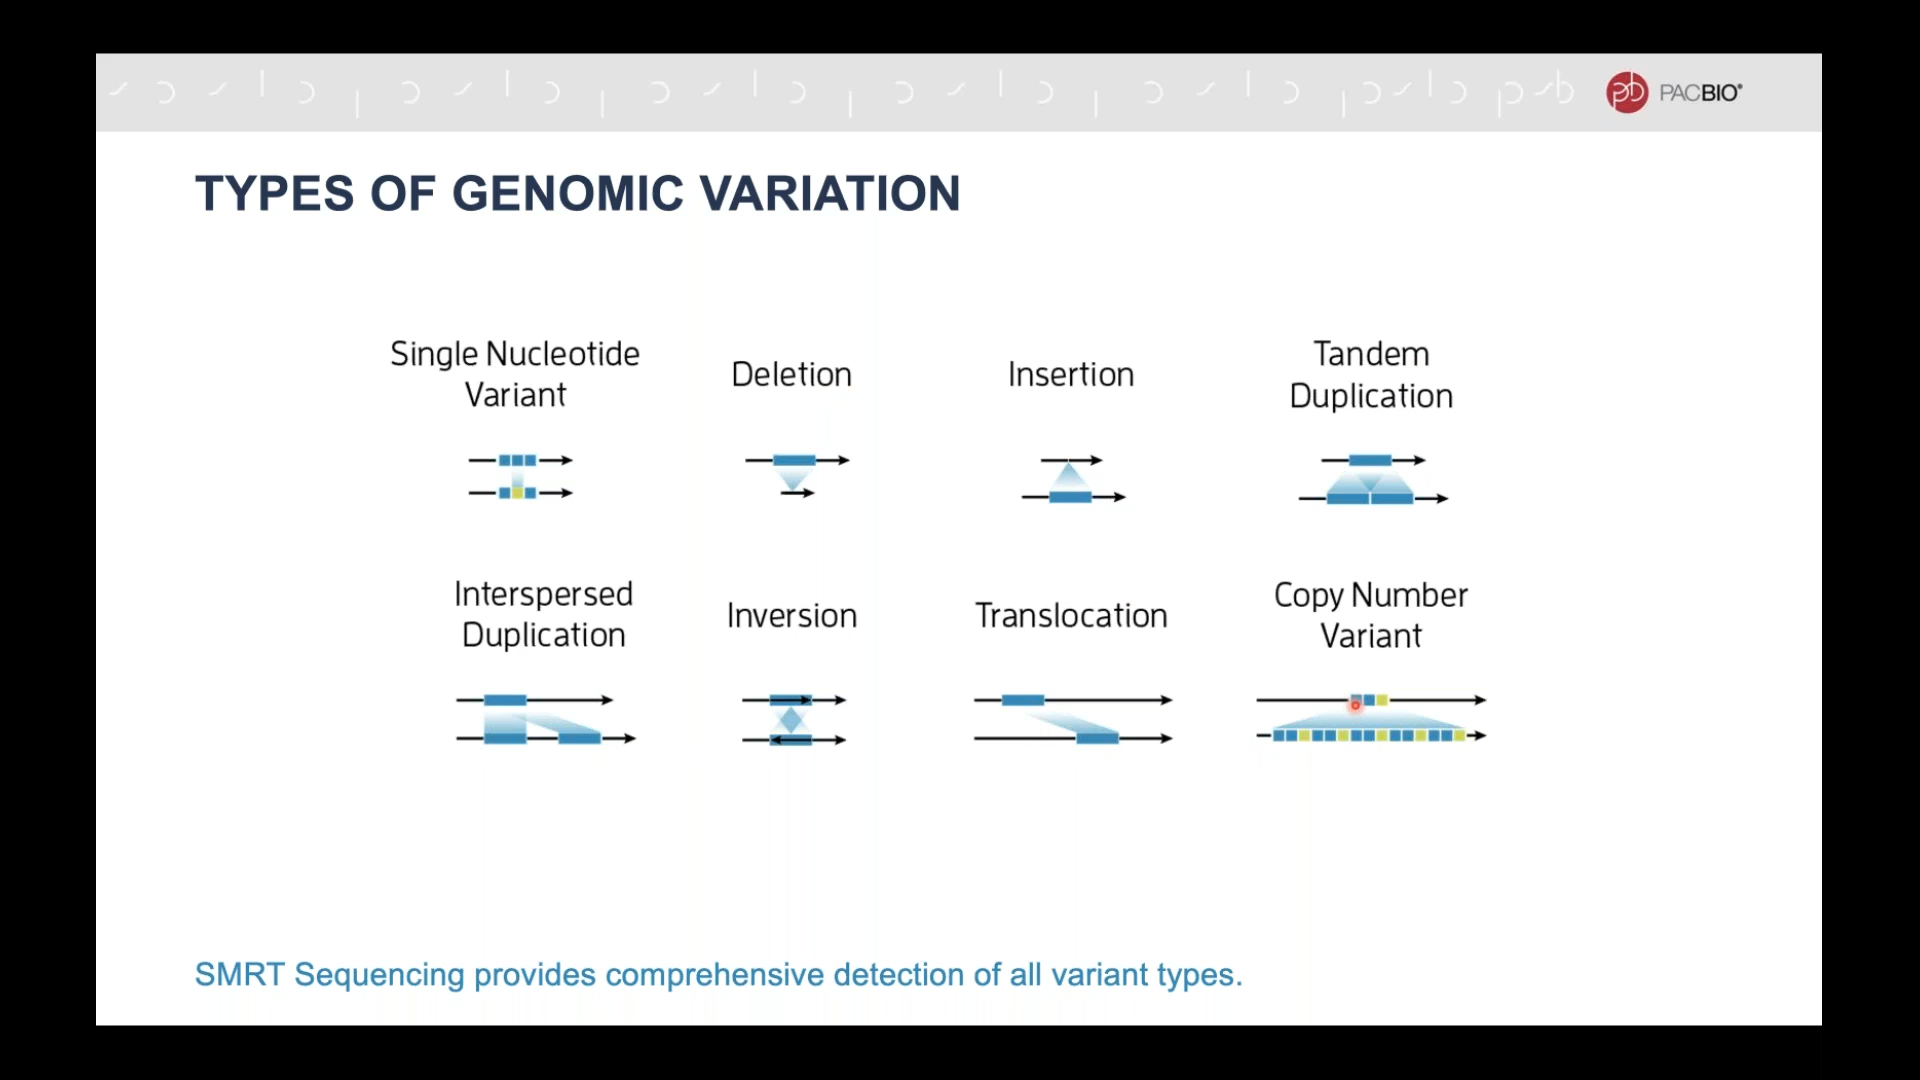 PACBIO®
TYPES OF GENOMIC VARIATION
Single Nucleotide
Variant
Deletion
Insertion
Tandem
Duplication
Interspersed
Duplication
Inversion
Translocation
Copy Number
Variant
SMRT Sequencing provides comprehensive detection of all variant types.